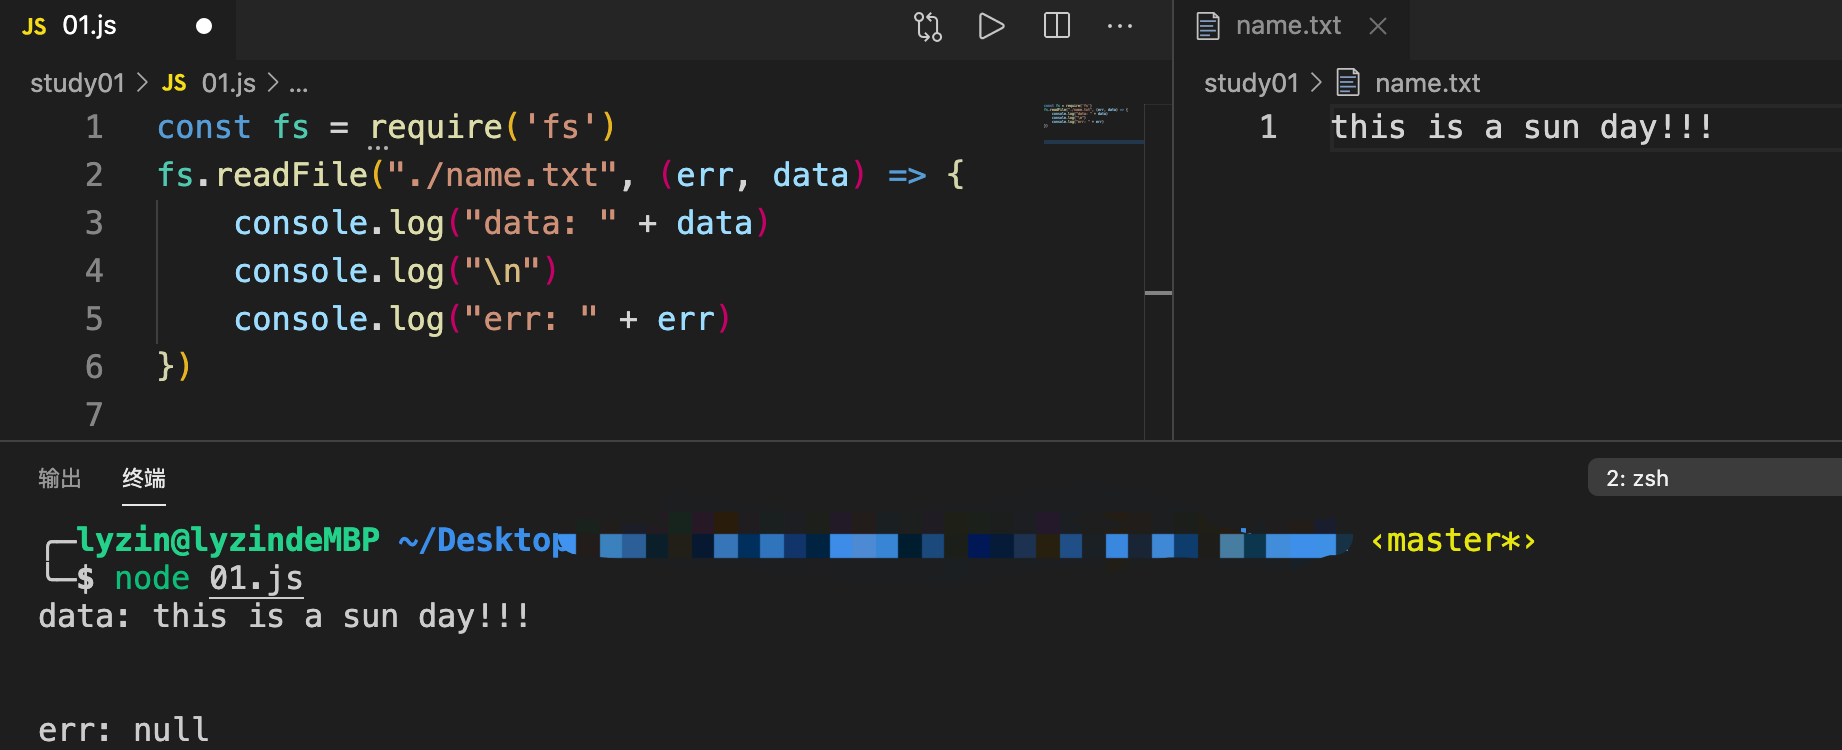 JS 01.js
study01 > JS 01.js > ...
1 const fs = require('fs')
2 fs.readFile("./name.txt", (err, data) => {
3 console.log("data: " + data)
4 console.log("\n")
5 console.log("err: " + err)
6 })
7
name.txt
study01 > name.txt
1 this is a sun day!!!
输出 终端
2: zsh
lyzin@lyzindeMBP ~/Desktop ‹master*›
$ node 01.js
data: this is a sun day!!!
err: null